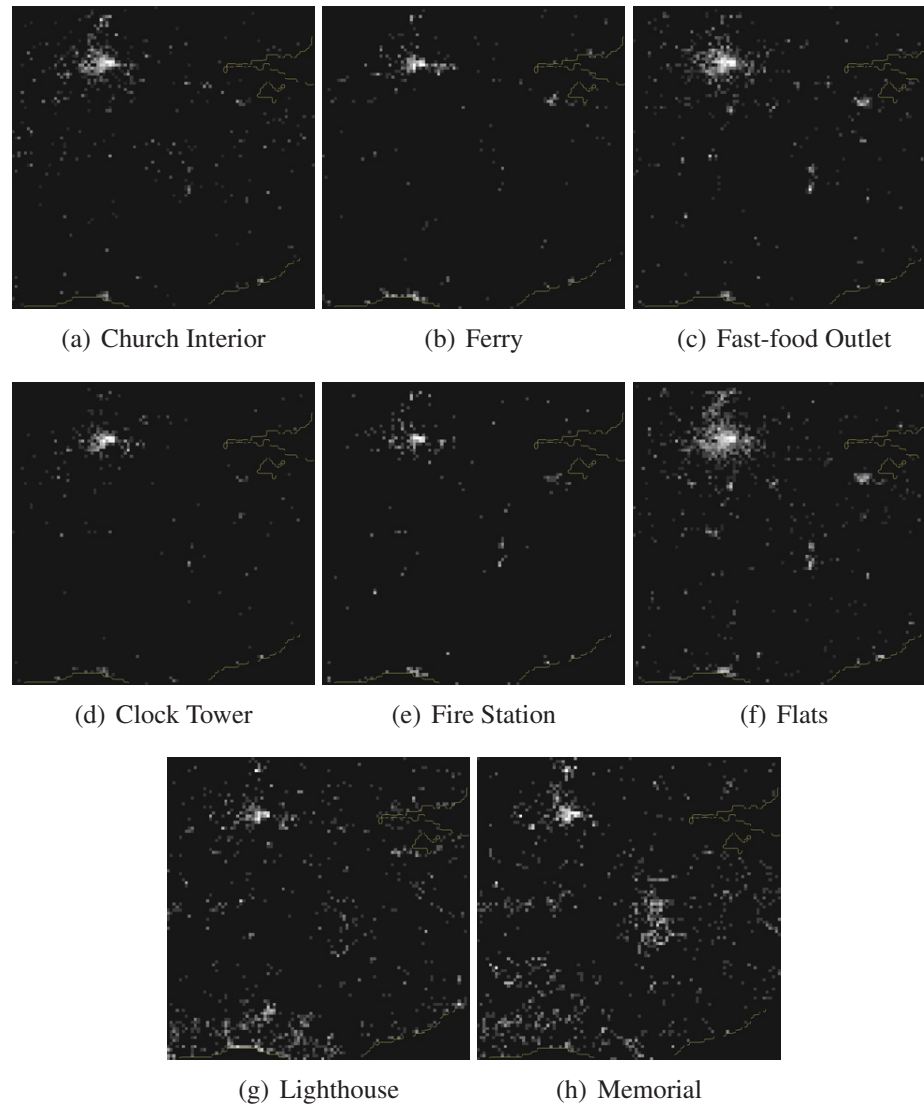 (a) Church Interior
(b) Ferry
(c) Fast-food Outlet
(d) Clock Tower
(e) Fire Station
(f) Flats
(g) Lighthouse
(h) Memorial